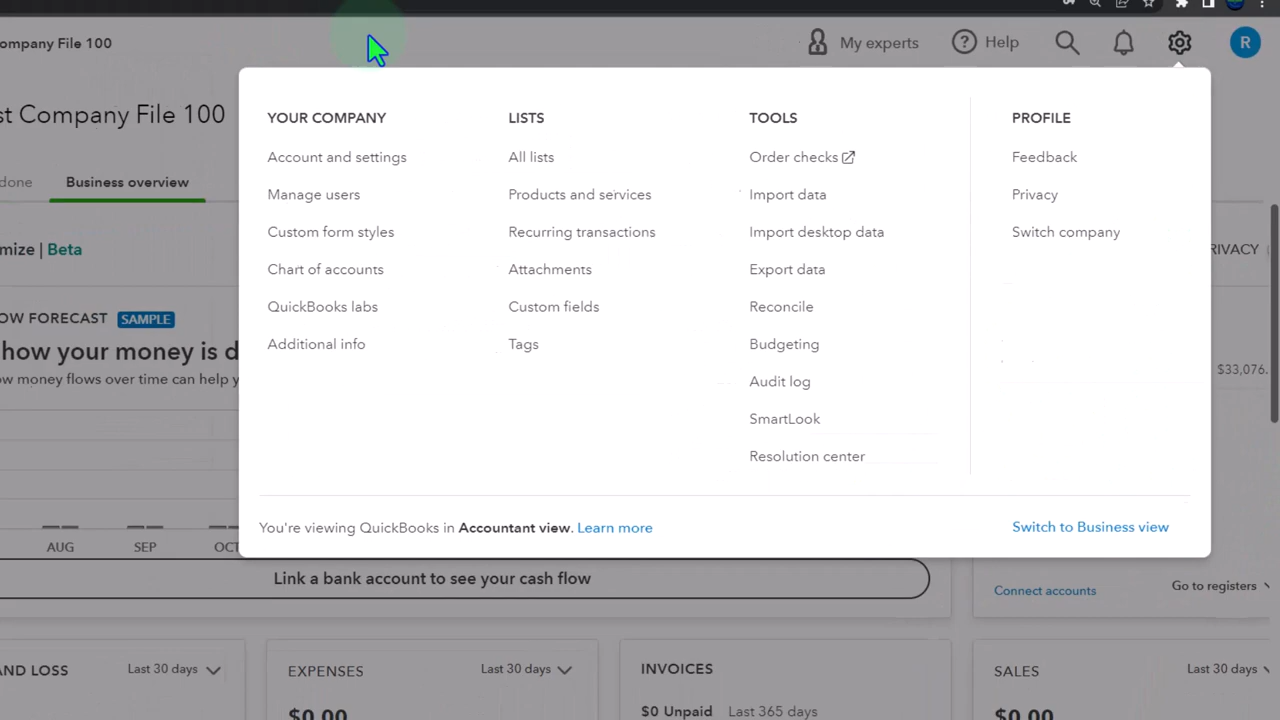 ompany File 100
My experts
Help
R
st Company File 100
done
Business overview
mize | Beta
RIVACY
OW FORECAST SAMPLE
how your money is d
ow money flows over time can help y
$33,076.
YOUR COMPANY
Account and settings
Manage users
Custom form styles
Chart of accounts
QuickBooks labs
Additional info
LISTS
All lists
Products and services
Recurring transactions
Attachments
Custom fields
Tags
TOOLS
Order checks
Import data
Import desktop data
Export data
Reconcile
Budgeting
Audit log
SmartLook
Resolution center
PROFILE
Feedback
Privacy
Switch company
You're viewing QuickBooks in Accountant view. Learn more
Switch to Business view
AUG SEP OCT
Link a bank account to see your cash flow
Connect accounts
Go to registers
AND LOSS Last 30 days
EXPENSES Last 30 days
$0.00
INVOICES
$0 Unpaid Last 365 days
SALES Last 30 days
$0.00